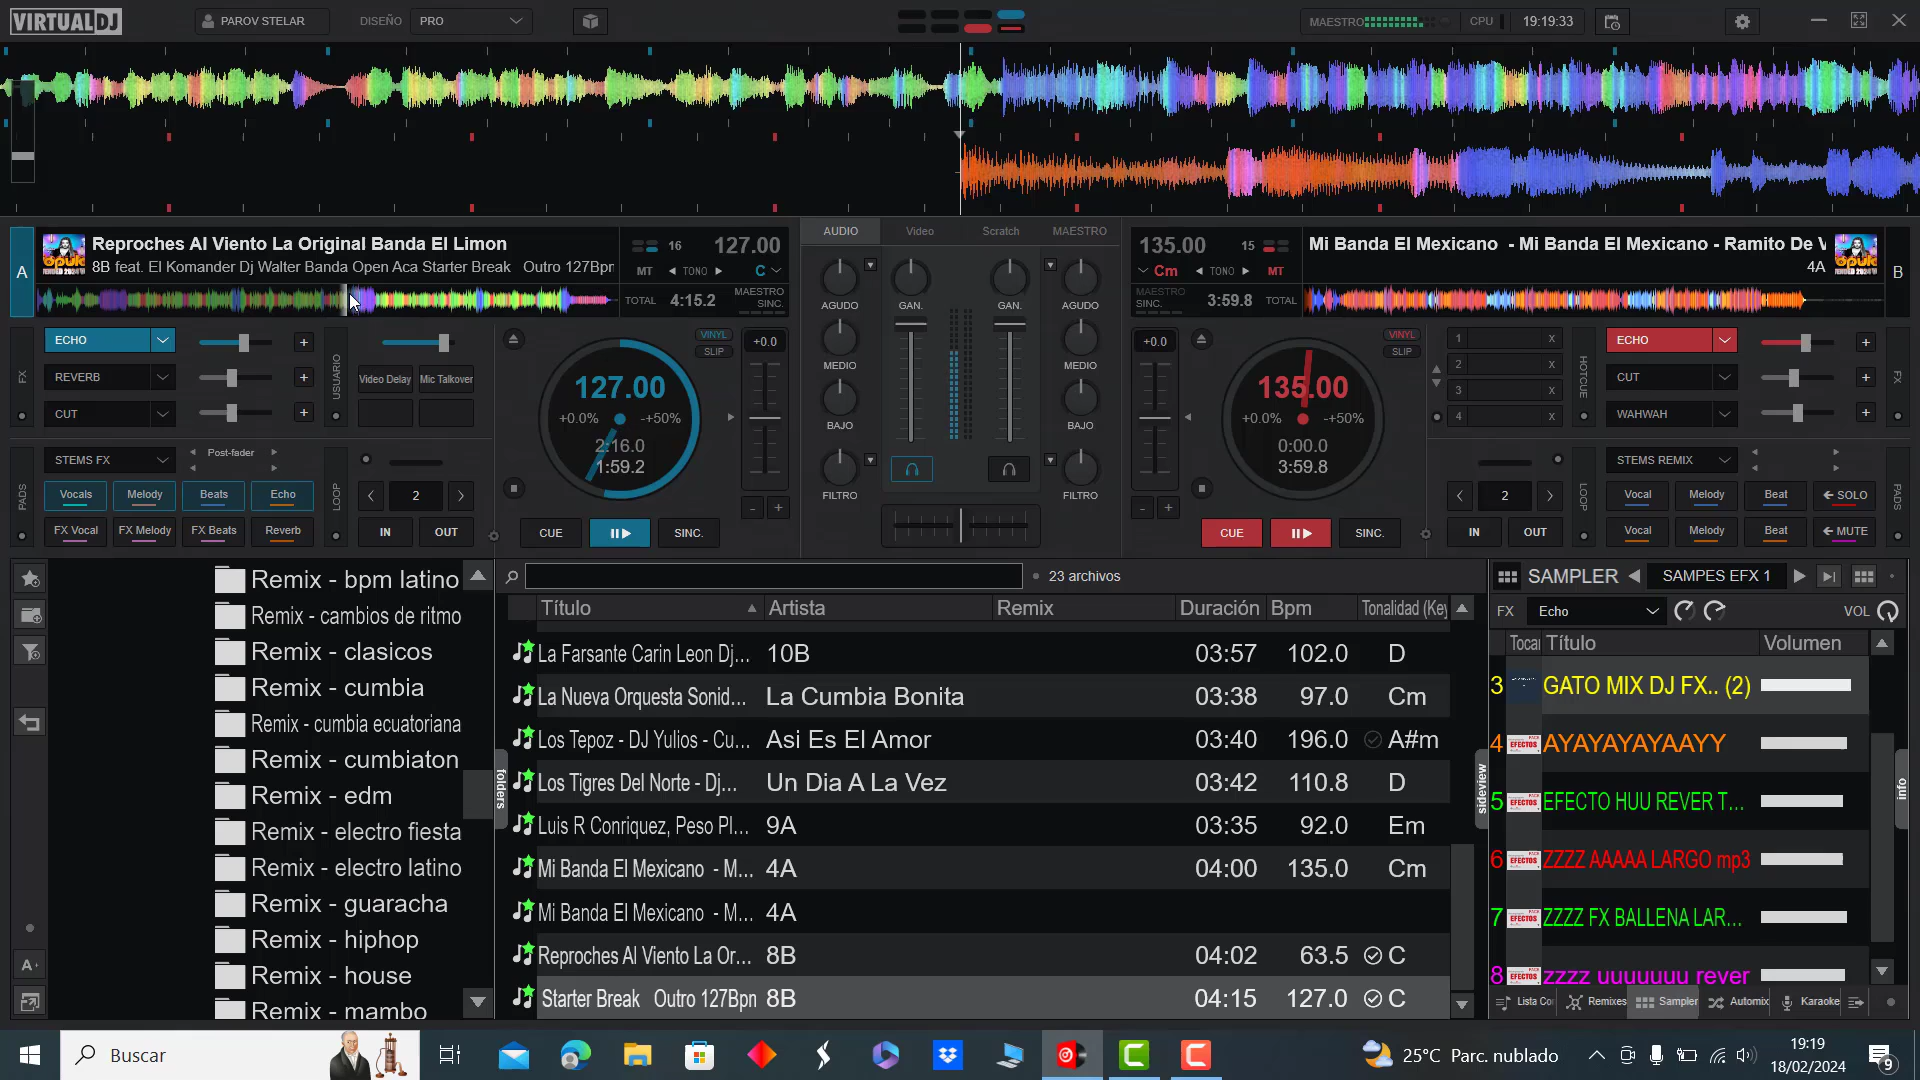 VIRTUALDJ
PAROV STELAR
DISEÑO
PRO
MAESTRO
CPU
19:19:33
A
Reproches Al Viento La Original Banda El Limon
8B feat. El Komander Dj Walter Banda Open Aca Starter Break Outro 127Bpm
16
127.00
MT
TONO
C
TOTAL
4:15.2
MAESTRO
SINC.
AUDIO
Video
Scratch
MAESTRO
135.00
15
Cm
TONO
MT
MAESTRO
SINC.
3:59.8
TOTAL
Mi Banda El Mexicano - Mi Banda El Mexicano - Ramito De V
4A
B
FX
ECHO
REVERB
CUT
USUARIO
Video Delay
Mic Talkover
VINYL
SLIP
+0.0
127.00
+0.0%
-+50%
2:16.0
1:59.2
AGUDO
GAN.
GAN.
AGUDO
MEDIO
MEDIO
BAJO
BAJO
FILTRO
FILTRO
+0.0
VINYL
SLIP
135.00
+0.0%
-+50%
0:00.0
3:59.8
1
x
2
x
3
x
4
x
HOTCUE
ECHO
CUT
WAHWAH
FX
PADS
STEMS FX
Post-fader
Vocals
Melody
Beats
Echo
FX Vocal
FX Melody
FX Beats
Reverb
LOOP
2
IN
OUT
CUE
SINC.
- +
- +
CUE
SINC.
2
IN
OUT
LOOP
STEMS REMIX
Vocal
Melody
Beat
SOLO
Vocal
Melody
Beat
MUTE
PADS
Remix - bpm latino
Remix - cambios de ritmo
Remix - clasicos
Remix - cumbia
Remix - cumbia ecuatoriana
Remix - cumbiaton
Remix - edm
Remix - electro fiesta
Remix - electro latino
Remix - guaracha
Remix - hiphop
Remix - house
Remix - mambo
folders
23 archivos
Título
Artista
Remix
Duración
Bpm
Tonalidad (Key
La Farsante Carin Leon Dj... 10B 03:57 102.0 D
La Nueva Orquesta Sonid... La Cumbia Bonita 03:38 97.0 Cm
Los Tepoz - DJ Yulios - Cu... Asi Es El Amor 03:40 196.0 A#m
Los Tigres Del Norte - Dj... Un Dia A La Vez 03:42 110.8 D
Luis R Conriquez, Peso Pl... 9A 03:35 92.0 Em
Mi Banda El Mexicano - M... 4A 04:00 135.0 Cm
Mi Banda El Mexicano - M... 4A
Reproches Al Viento La Or... 8B 04:02 63.5 C
Starter Break Outro 127Bpm 8B 04:15 127.0 C
sideview
SAMPLER
SAMPES EFX 1
FX
Echo
VOL
Tocar
Título
Volumen
3 GATO MIX DJ FX.. (2)
4 EFECTOS AYAYAYAYAAYY
5 EFECTOS EFECTO HUU REVER T...
6 EFECTOS ZZZZ AAAAA LARGO mp3
7 EFECTOS ZZZZ FX BALLENA LAR...
8 EFECTOS zzzz uuuuuuu rever
info
Lista Co
Remixes
Sampler
Automix
Karaoke
A+
Buscar
25°C Parc. nublado
19:19
18/02/2024
9